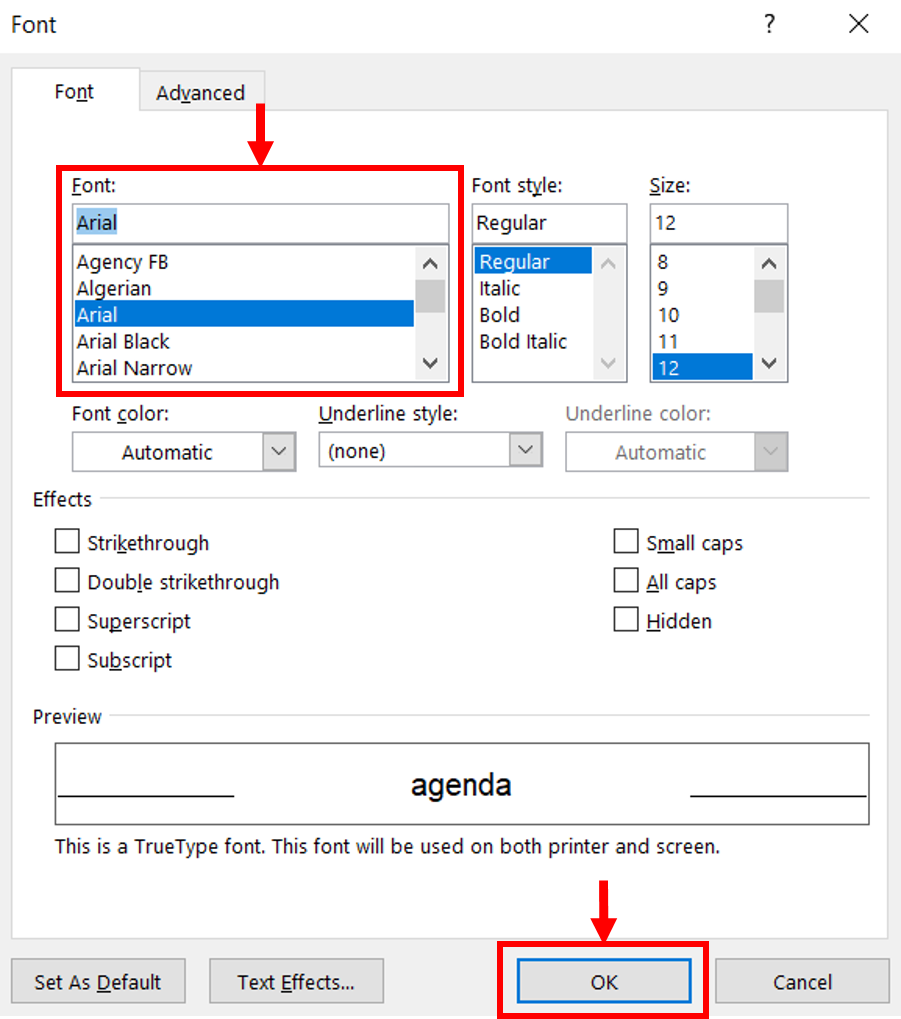 Font ?
Font Advanced
Font: Font style: Size:
Arial Regular 12
Agency FB Regular 8
Algerian Italic 9
Arial Bold 10
Arial Black Bold Italic 11
Arial Narrow 12
Font color: Underline style: Underline color:
Automatic (none) Automatic
Effects
Strikethrough Small caps
Double strikethrough All caps
Superscript Hidden
Subscript
Preview
agenda
This is a TrueType font. This font will be used on both printer and screen.
Set As Default Text Effects... OK Cancel